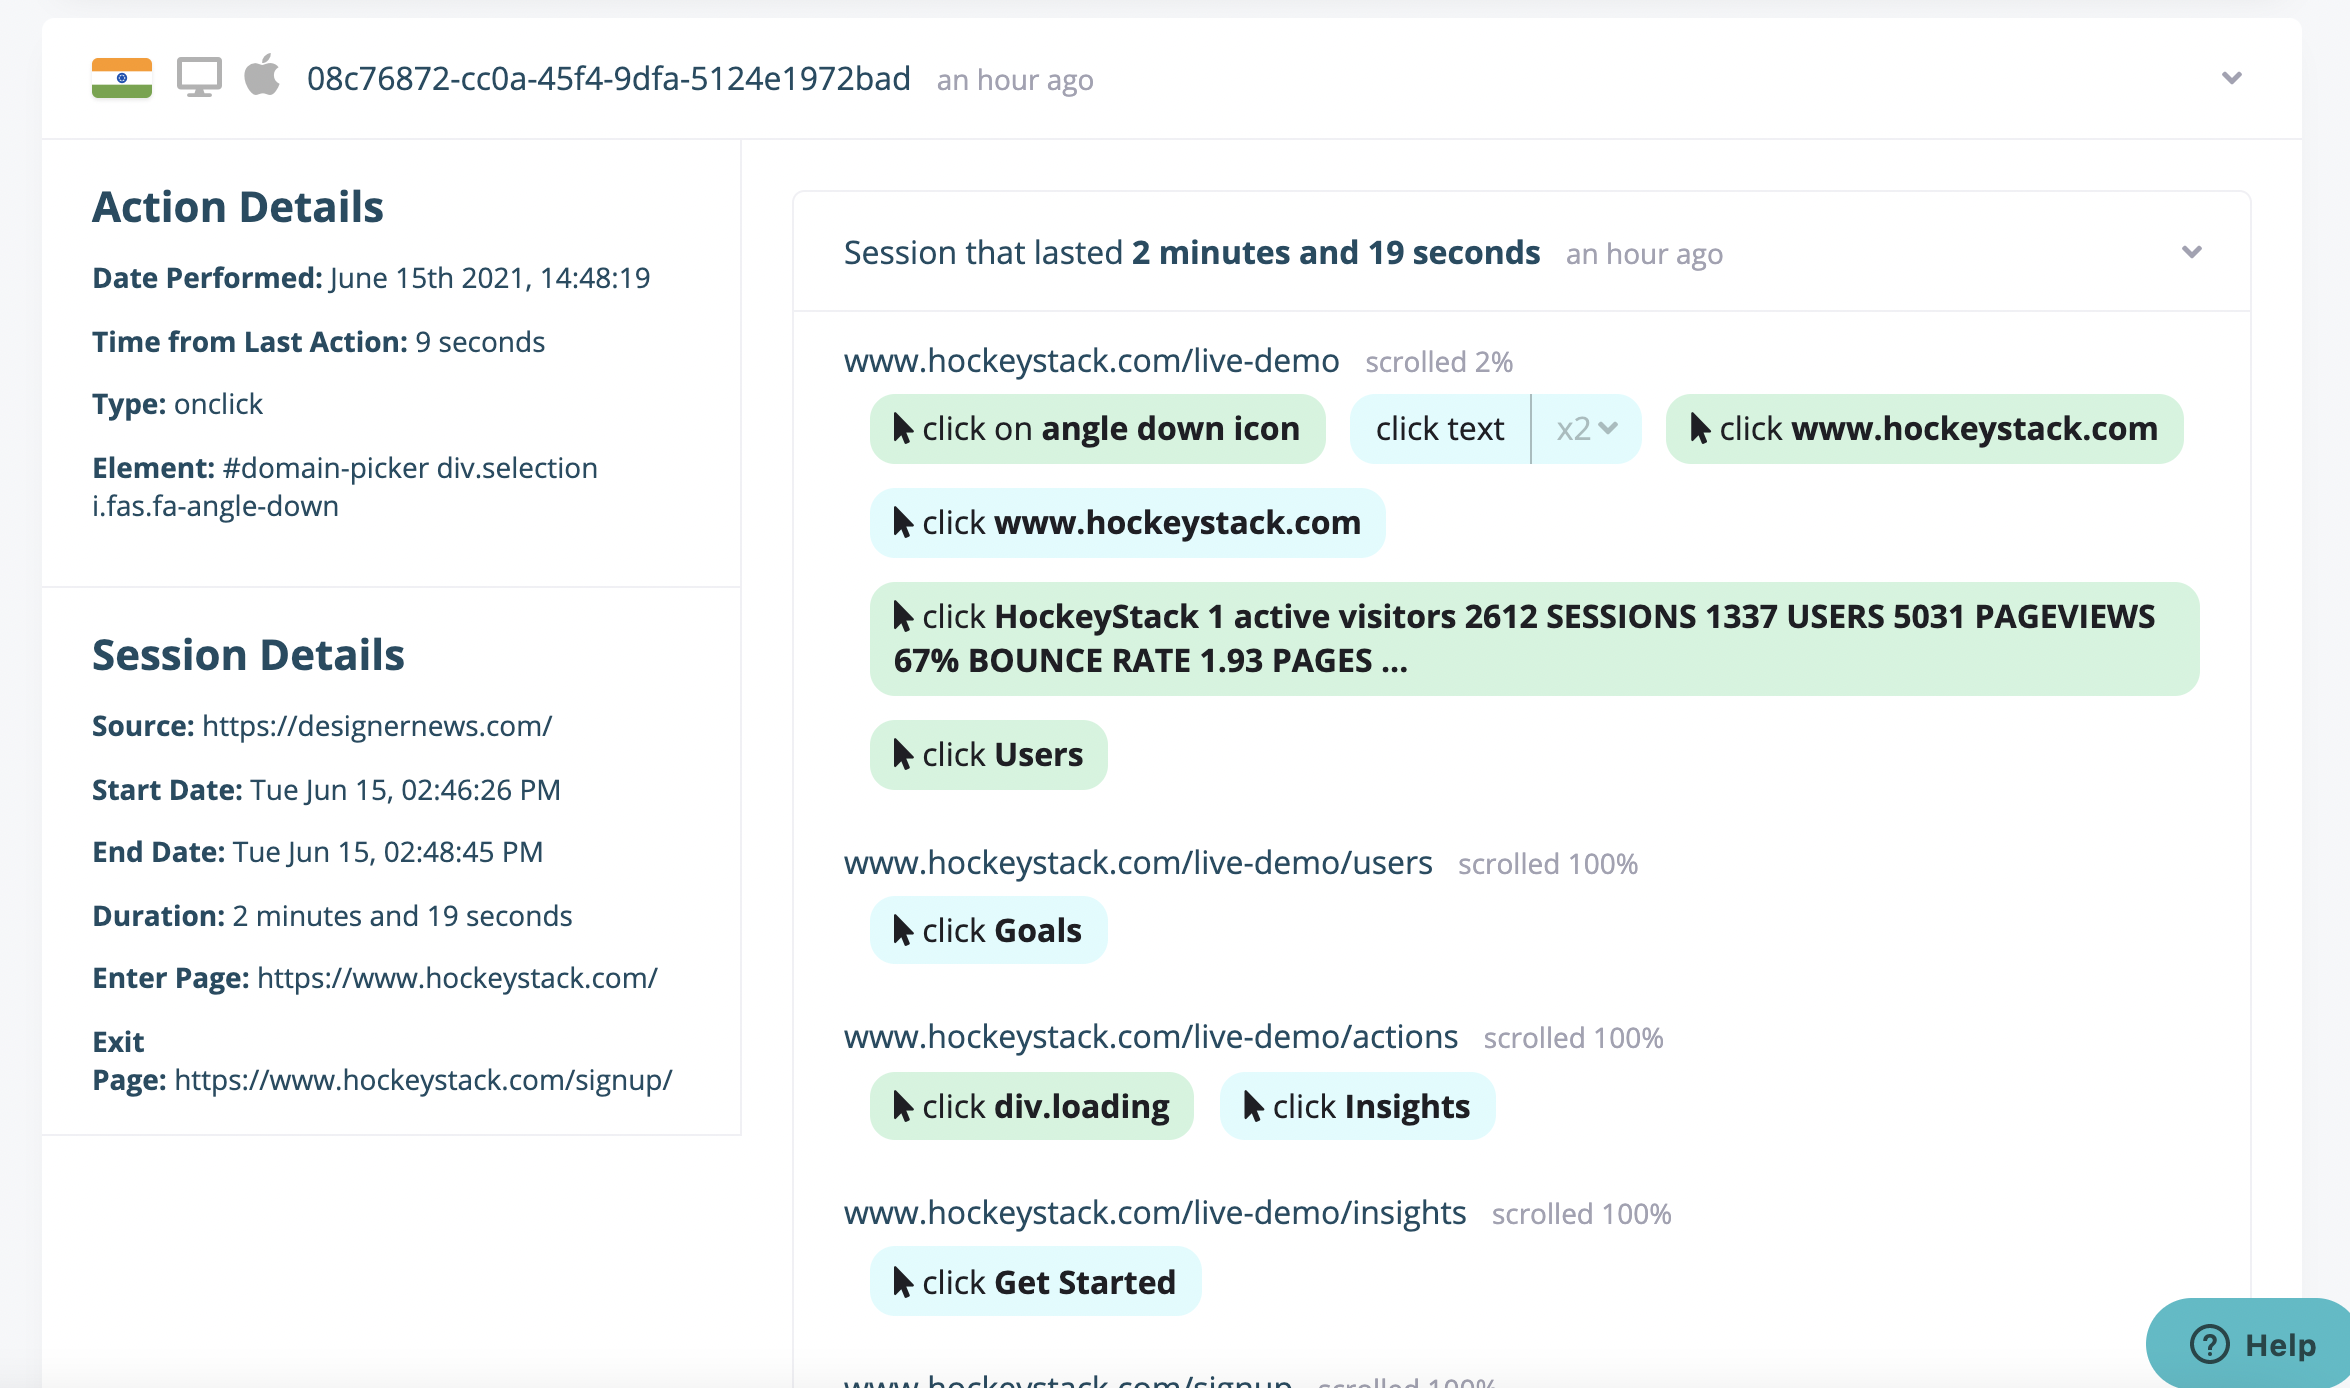 08c76872-cc0a-45f4-9dfa-5124e1972bad an hour ago
Action Details
Date Performed: June 15th 2021, 14:48:19
Time from Last Action: 9 seconds
Type: onclick
Element: #domain-picker div.selection
i.fas.fa-angle-down
Session Details
Source: https://designernews.com/
Start Date: Tue Jun 15, 02:46:26 PM
End Date: Tue Jun 15, 02:48:45 PM
Duration: 2 minutes and 19 seconds
Enter Page: https://www.hockeystack.com/
Exit
Page: https://www.hockeystack.com/signup/
Session that lasted 2 minutes and 19 seconds an hour ago
www.hockeystack.com/live-demo scrolled 2%
click on angle down icon click text x2 click www.hockeystack.com
click www.hockeystack.com
click HockeyStack 1 active visitors 2612 SESSIONS 1337 USERS 5031 PAGEVIEWS
67% BOUNCE RATE 1.93 PAGES ...
click Users
www.hockeystack.com/live-demo/users scrolled 100%
click Goals
www.hockeystack.com/live-demo/actions scrolled 100%
click div.loading click Insights
www.hockeystack.com/live-demo/insights scrolled 100%
click Get Started
www.hockeystack.com/signup scrolled 100%
Help